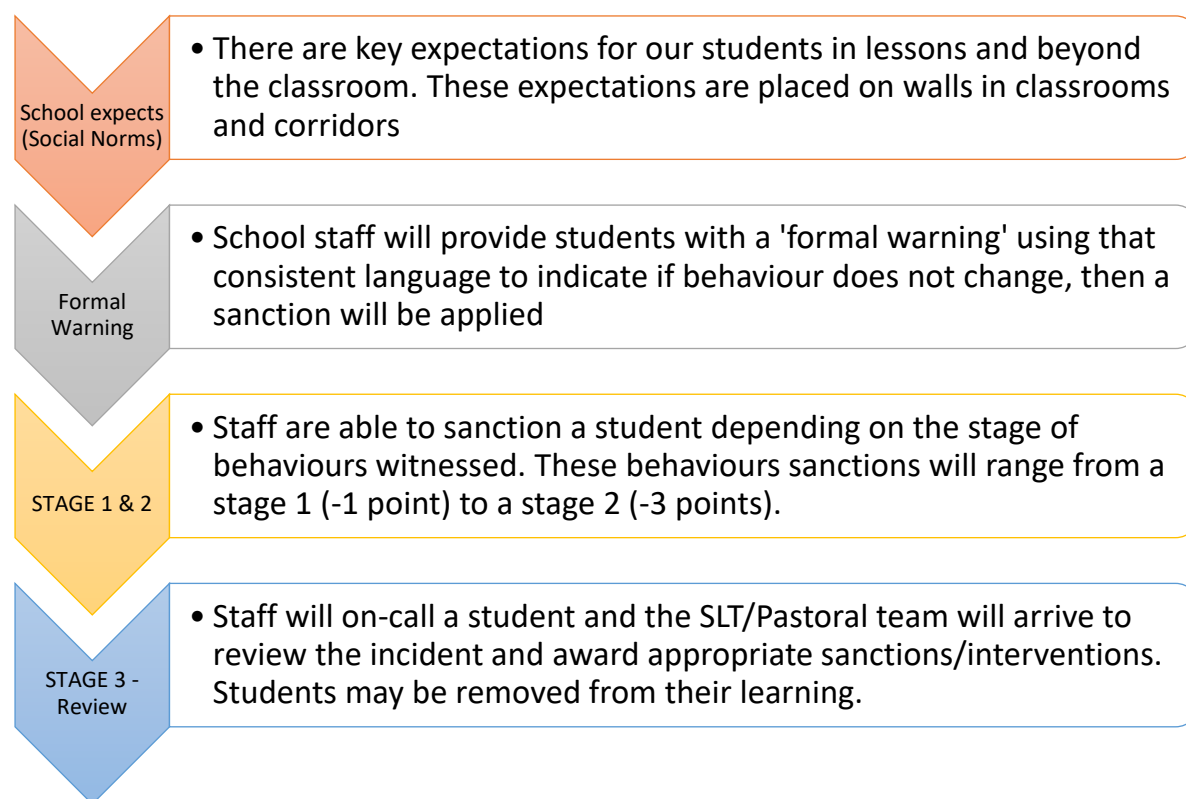 School expects
(Social Norms)
• There are key expectations for our students in lessons and beyond
the classroom. These expectations are placed on walls in classrooms
and corridors
Formal
Warning
• School staff will provide students with a 'formal warning' using that
consistent language to indicate if behaviour does not change, then a
sanction will be applied
STAGE 1 & 2
• Staff are able to sanction a student depending on the stage of
behaviours witnessed. These behaviours sanctions will range from a
stage 1 (-1 point) to a stage 2 (-3 points).
STAGE 3 -
Review
• Staff will on-call a student and the SLT/Pastoral team will arrive to
review the incident and award appropriate sanctions/interventions.
Students may be removed from their learning.